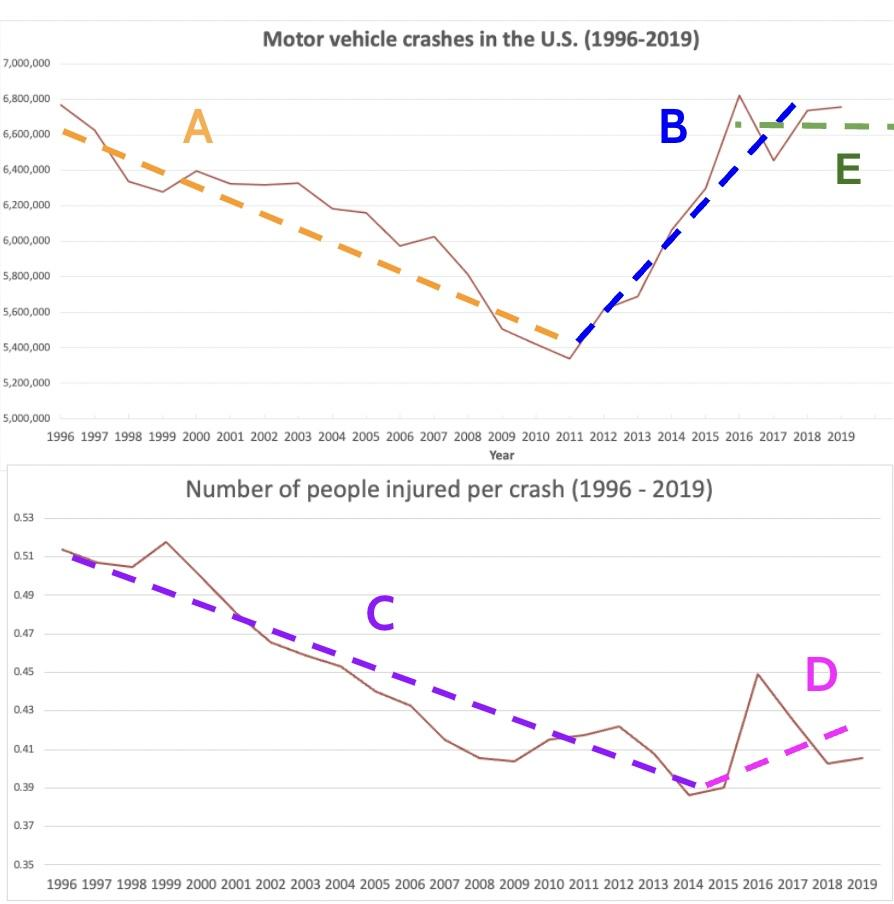 Motor vehicle crashes in the U.S. (1996-2019)
7,000,000
6,800,000
6,600,000
6,400,000
6,200,000
6,000,000
5,800,000
5,600,000
5,400,000
5,200,000
5,000,000
A
B
E
1996 1997 1998 1999 2000 2001 2002 2003 2004 2005 2006 2007 2008 2009 2010 2011 2012 2013 2014 2015 2016 2017 2018 2019
Year
Number of people injured per crash (1996 - 2019)
0.53
0.51
0.49
0.47
0.45
0.43
0.41
0.39
0.37
0.35
C
D
1996 1997 1998 1999 2000 2001 2002 2003 2004 2005 2006 2007 2008 2009 2010 2011 2012 2013 2014 2015 2016 2017 2018 2019